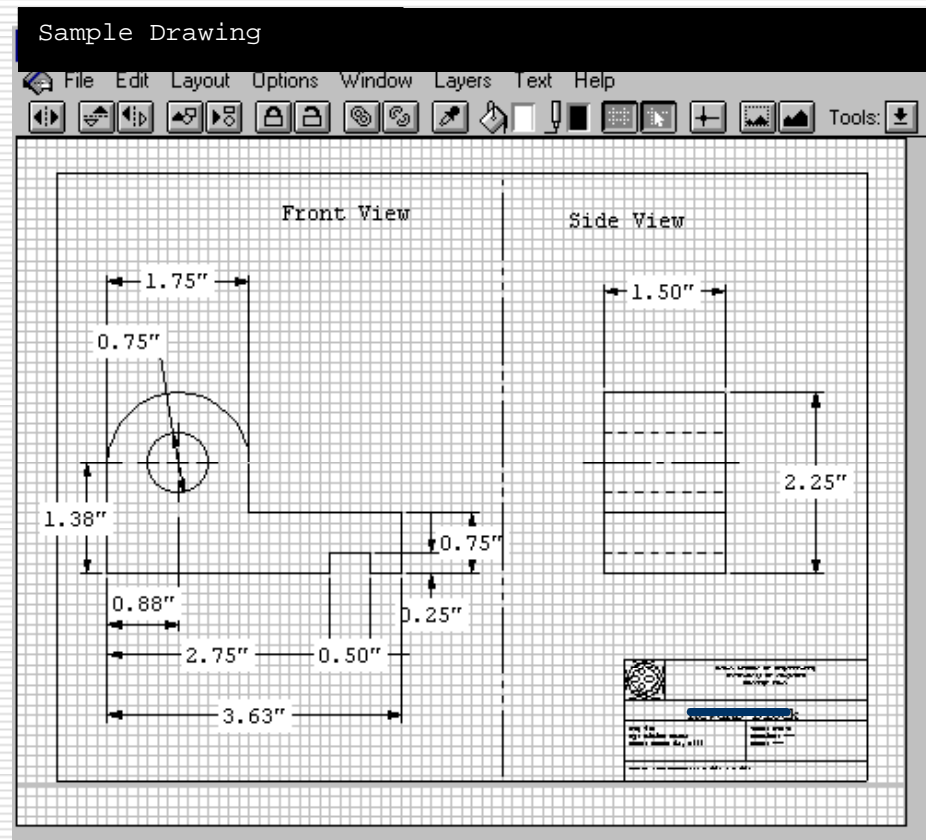 Sample Drawing
File Edit Layout Options Window Layers Text Help
Tools:
Front View
Side View
1.75"
1.50"
0.75"
2.25"
1.38"
0.75"
0.88"
0.25"
2.75"
0.50"
3.63"